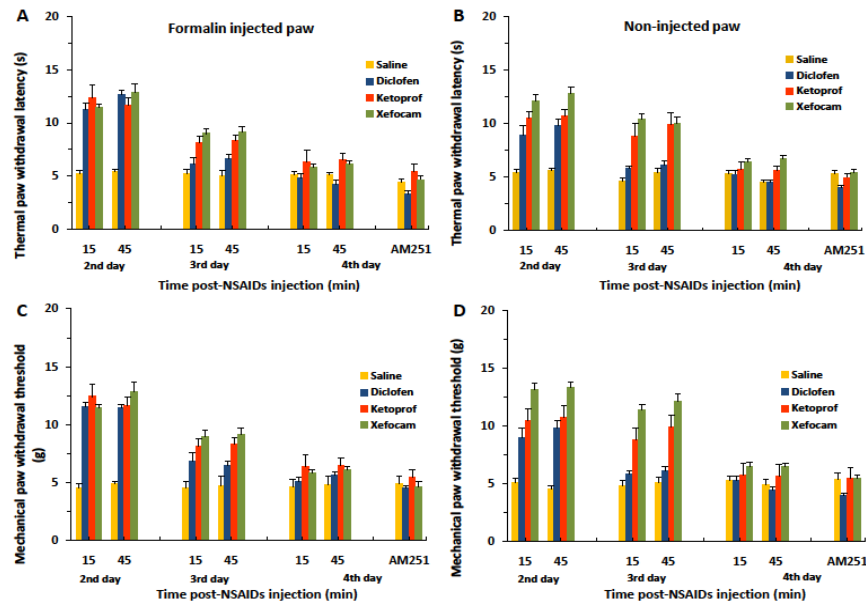 A
Formalin injected paw
Thermal paw withdrawal latency (s)
20
15
10
5
0
Saline
Diclofen
Ketoprof
Xefocam
15 45 15 45 15 45 AM251
2nd day 3rd day 4th day
Time post-NSAIDs injection (min)
B
Non-injected paw
Thermal paw withdrawal latency (s)
20
15
10
5
0
Saline
Diclofen
Ketoprof
Xefocam
15 45 15 45 15 45 AM251
2nd day 3rd day 4th day
Time post-NSAIDs injection (min)
C
Mechanical paw withdrawal threshold
(g)
20
15
10
5
0
Saline
Diclofen
Ketoprof
Xefocam
15 45 15 45 15 45 AM251
2nd day 3rd day 4th day
Time post-NSAIDs injection (min)
D
Mechanical paw withdrawal threshold (g)
20
15
10
5
0
Saline
Diclofen
Ketoprof
Xefocam
15 45 15 45 15 45 AM251
2nd day 3rd day 4th day
Time post-NSAIDs injection (min)